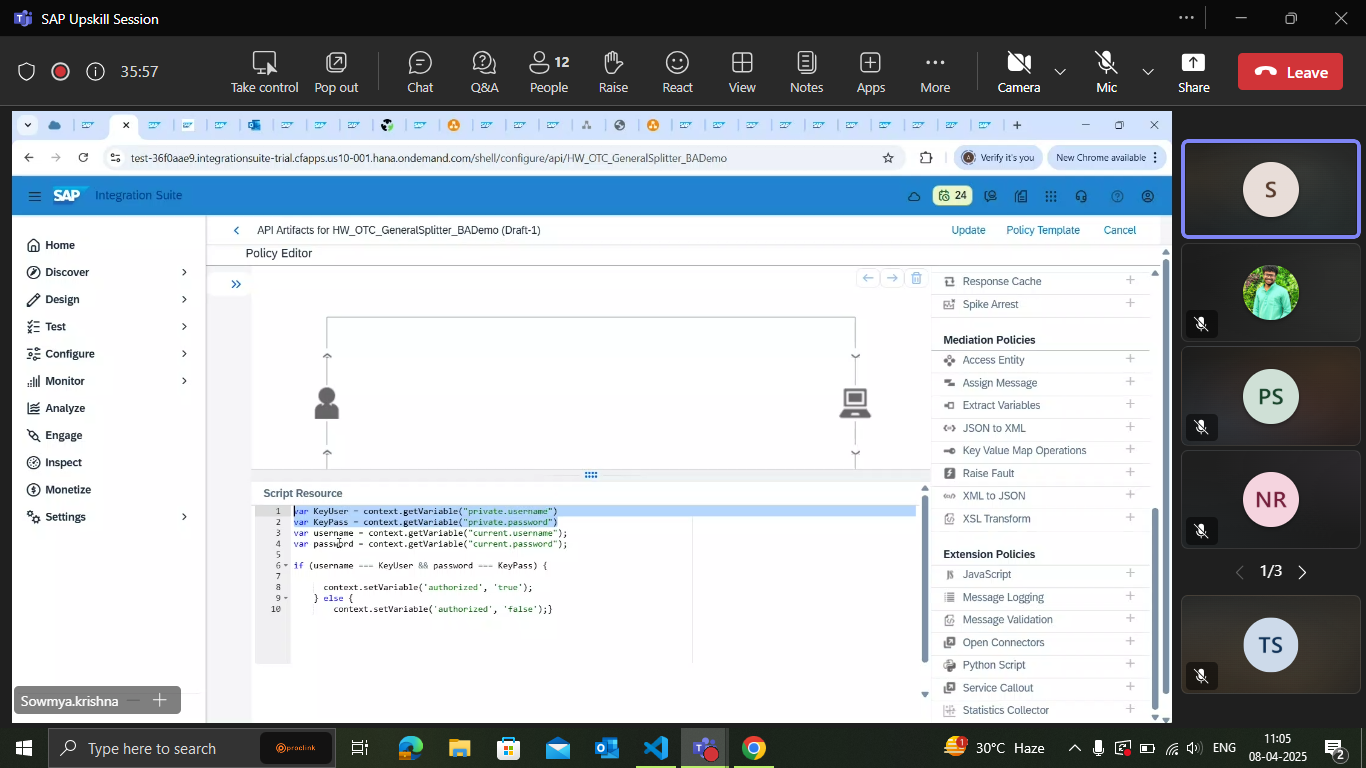 SAP Upskill Session
35:57
Take control
Pop out
Chat
Q&A
12
People
Raise
React
View
Notes
Apps
More
Camera
Mic
Share
Leave
test-36f0aae9.integrationsuite-trial.cfapps.us10-001.hana.ondemand.com/shell/configure/api/HW_OTC_GeneralSplitter_BADemo
Verify it's you
New Chrome available
SAP
Integration Suite
24
API Artifacts for HW_OTC_GeneralSplitter_BADemo (Draft-1)
Update
Policy Template
Cancel
Policy Editor
Home
Discover
Design
Test
Configure
Monitor
Analyze
Engage
Inspect
Monetize
Settings
Response Cache
Spike Arrest
Mediation Policies
Access Entity
Assign Message
Extract Variables
JSON to XML
Key Value Map Operations
Raise Fault
XML to JSON
XSL Transform
Extension Policies
JavaScript
Message Logging
Message Validation
Open Connectors
Python Script
Service Callout
Statistics Collector
Script Resource
1 var KeyUser = context.getVariable("private.username")
2 var KeyPass = context.getVariable("private.password")
3 var username = context.getVariable("current.username");
4 var password = context.getVariable("current.password");
5
6 if (username === KeyUser && password === KeyPass) {
7
8 context.setVariable('authorized', 'true');
9 } else {
10 context.setVariable('authorized', 'false');}
Sowmya.krishna
S
PS
NR
1/3
TS
Type here to search
proclink
30°C Haze
ENG
11:05
08-04-2025
2